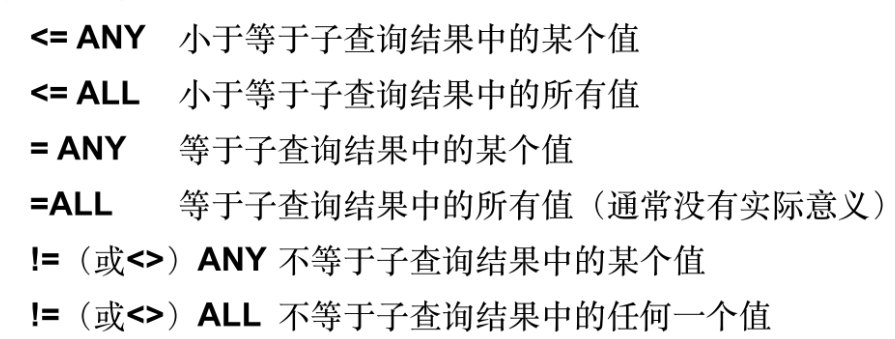 <= ANY 小于等于子查询结果中的某个值
<= ALL 小于等于子查询结果中的所有值
= ANY 等于子查询结果中的某个值
=ALL 等于子查询结果中的所有值（通常没有实际意义）
!=（或<>）ANY 不等于子查询结果中的某个值
!=（或<>）ALL 不等于子查询结果中的任何一个值